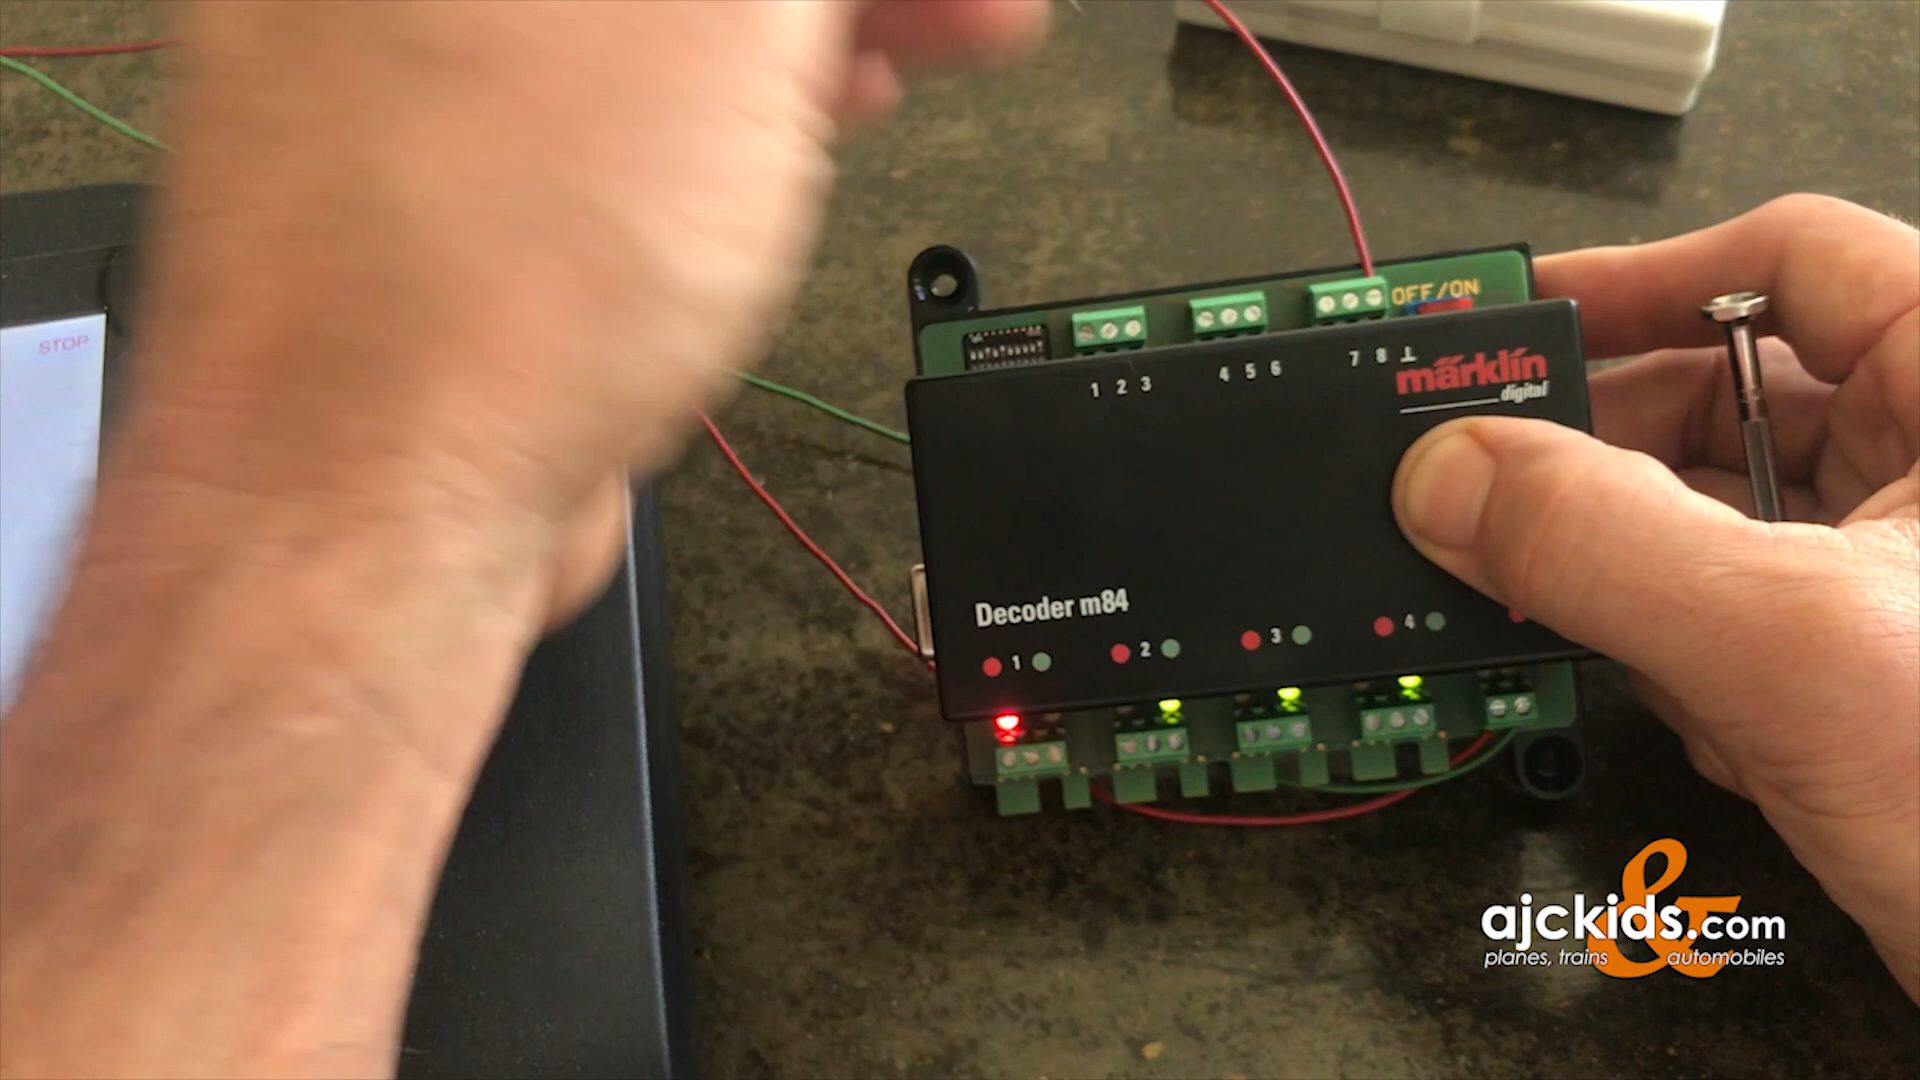 STOP
OFF/ON
1 2 3
4 5 6
7 8 ⊥
märklin
digital
Decoder m84
1
2
3
4
ajckids.com
planes, trains & automobiles